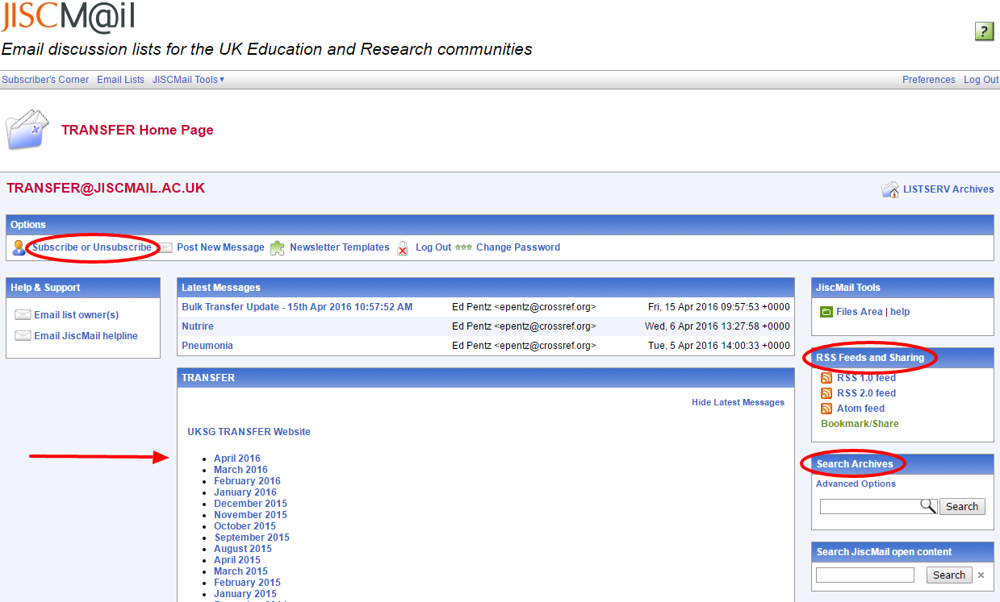 JISCM@il
Email discussion lists for the UK Education and Research communities
?
Subscriber's Corner Email Lists JISCMail Tools▾ Preferences Log Out
TRANSFER Home Page
TRANSFER@JISCMAIL.AC.UK
LISTSERV Archives
Options
Subscribe or Unsubscribe Post New Message Newsletter Templates Log Out *** Change Password
Help & Support
Email list owner(s)
Email JiscMail helpline
Latest Messages
Bulk Transfer Update - 15th Apr 2016 10:57:52 AM Ed Pentz <epentz@crossref.org> Fri, 15 Apr 2016 09:57:53 +0000
Nutrire Ed Pentz <epentz@crossref.org> Wed, 6 Apr 2016 13:27:58 +0000
Pneumonia Ed Pentz <epentz@crossref.org> Tue, 5 Apr 2016 14:00:33 +0000
TRANSFER
Hide Latest Messages
UKSG TRANSFER Website
April 2016
March 2016
February 2016
January 2016
December 2015
November 2015
October 2015
September 2015
August 2015
April 2015
March 2015
February 2015
January 2015
JiscMail Tools
Files Area | help
RSS Feeds and Sharing
RSS 1.0 feed
RSS 2.0 feed
Atom feed
Bookmark/Share
Search Archives
Advanced Options
Search
Search JiscMail open content
Search ×